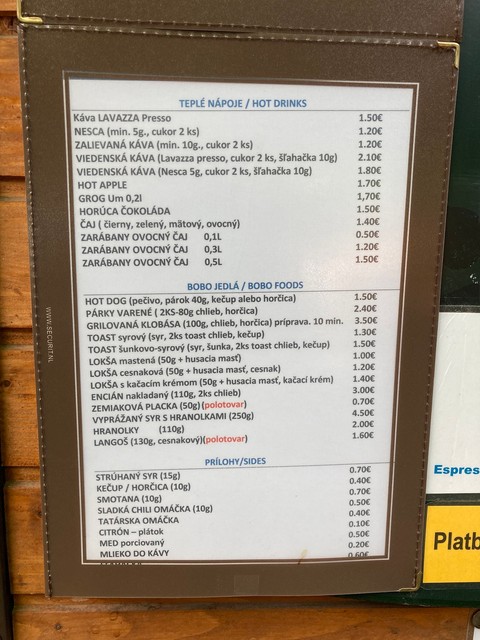 TEPLÉ NÁPOJE / HOT DRINKS
Káva LAVAZZA Presso 1.50€
NESCA (min. 5g., cukor 2 ks) 1.20€
ZALIEVANÁ KÁVA (min. 10g., cukor 2 ks) 1.20€
VIEDENSKÁ KÁVA (Lavazza presso, cukor 2 ks, šľahačka 10g) 2.10€
VIEDENSKÁ KÁVA (Nesca 5g, cukor 2 ks, šľahačka 10g) 1.80€
HOT APPLE 1.70€
GROG Um 0,2l 1,70€
HORÚCA ČOKOLÁDA 1.50€
ČAJ ( čierny, zelený, mätový, ovocný) 1.40€
ZARÁBANY OVOCNÝ ČAJ 0,1L 0.50€
ZARÁBANY OVOCNÝ ČAJ 0,3L 1.20€
ZARÁBANY OVOCNÝ ČAJ 0,5L 1.50€
BOBO JEDLÁ / BOBO FOODS
HOT DOG (pečivo, párok 40g, kečup alebo horčica) 1.50€
PÁRKY VARENÉ ( 2KS-80g chlieb, horčica) 2.40€
GRILOVANÁ KLOBÁSA (100g, chlieb, horčica) príprava. 10 min. 3.50€
TOAST syrový (syr, 2ks toast chlieb, kečup) 1.30€
TOAST šunkovo-syrový (syr, šunka, 2ks toast chlieb, kečup) 1.50€
LOKŠA mastená (50g + husacia masť) 1.00€
LOKŠA cesnaková (50g + husacia masť, cesnak) 1.20€
LOKŠA s kačacím krémom (50g + husacia masť, kačací krém) 1.40€
ENCIÁN nakladaný (110g, 2ks chlieb) 3.00€
ZEMIAKOVÁ PLACKA (50g)(polotovar) 0.70€
VYPRÁŽANÝ SYR S HRANOLKAMI (250g) 4.50€
HRANOLKY (110g) 2.00€
LANGOŠ (130g, cesnakový)(polotovar) 1.60€
PRÍLOHY/SIDES
STRÚHANÝ SYR (15g) 0.70€
KEČUP / HORČICA (10g) 0.40€
SMOTANA (10g) 0.70€
SLADKÁ CHILI OMÁČKA (10g) 0.50€
TATÁRSKA OMÁČKA 0.40€
CITRÓN – plátok 0.10€
MED porciovaný 0.50€
MLIEKO DO KÁVY 0.20€
0.60€
WWW.SECURIT.NL
Espres
Platb